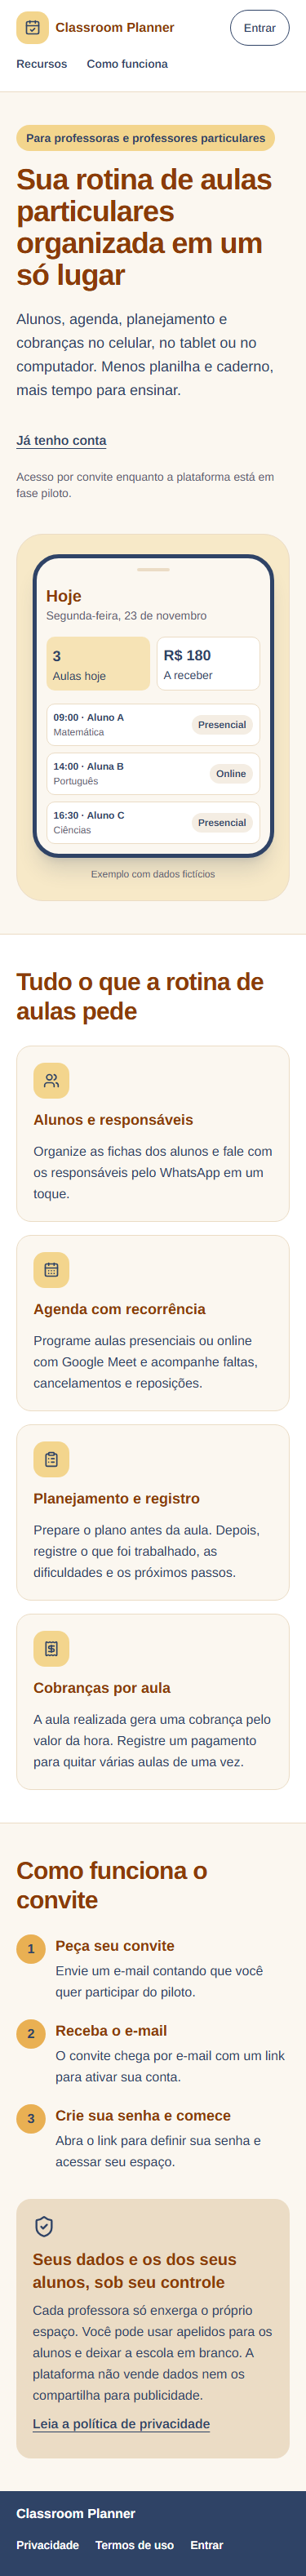 Classroom Planner
Entrar
Recursos
Como funciona
Para professoras e professores particulares
Sua rotina de aulas
particulares
organizada em um
só lugar
Alunos, agenda, planejamento e
cobranças no celular, no tablet ou no
computador. Menos planilha e caderno,
mais tempo para ensinar.
Já tenho conta
Acesso por convite enquanto a plataforma está em
fase piloto.
Hoje
Segunda-feira, 23 de novembro
3
Aulas hoje
R$ 180
A receber
09:00 · Aluno A
Matemática
Presencial
14:00 · Aluna B
Português
Online
16:30 · Aluno C
Ciências
Presencial
Exemplo com dados fictícios
Tudo o que a rotina de
aulas pede
Alunos e responsáveis
Organize as fichas dos alunos e fale com
os responsáveis pelo WhatsApp em um
toque.
Agenda com recorrência
Programe aulas presenciais ou online
com Google Meet e acompanhe faltas,
cancelamentos e reposições.
Planejamento e registro
Prepare o plano antes da aula. Depois,
registre o que foi trabalhado, as
dificuldades e os próximos passos.
Cobranças por aula
A aula realizada gera uma cobrança pelo
valor da hora. Registre um pagamento
para quitar várias aulas de uma vez.
Como funciona o
convite
1
Peça seu convite
Envie um e-mail contando que você
quer participar do piloto.
2
Receba o e-mail
O convite chega por e-mail com um link
para ativar sua conta.
3
Crie sua senha e comece
Abra o link para definir sua senha e
acessar seu espaço.
Seus dados e os dos seus
alunos, sob seu controle
Cada professora só enxerga o próprio
espaço. Você pode usar apelidos para os
alunos e deixar a escola em branco. A
plataforma não vende dados nem os
compartilha para publicidade.
Leia a política de privacidade
Classroom Planner
Privacidade
Termos de uso
Entrar